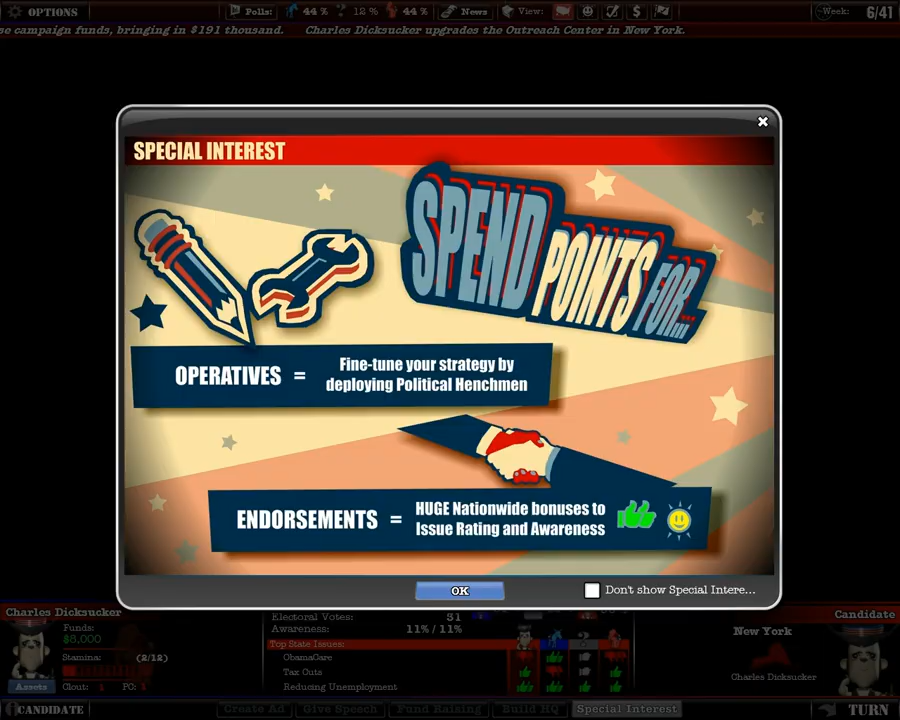 OPTIONS
Polls: 44 % 12 % 44 %
News
View:
$
Week: 6/41
se campaign funds, bringing in $191 thousand. Charles Dicksucker upgrades the Outreach Center in New York.
SPECIAL INTEREST
SPEND POINTS FOR...
OPERATIVES = Fine-tune your strategy by
deploying Political Henchmen
ENDORSEMENTS = HUGE Nationwide bonuses to
Issue Rating and Awareness
OK
Don't show Special Intere...
Charles Dicksucker
Funds:
$8,000
Stamina: (2/12)
Assets
Clout: 1 PC: 1
Electoral Votes: 31
Awareness: 11% / 11%
Top State Issues:
ObamaCare
Tax Cuts
Reducing Unemployment
Candidate
New York
Charles Dicksucker
CANDIDATE
Create Ad
Give Speech
Fund Raising
Build HQ
Special Interest
TURN